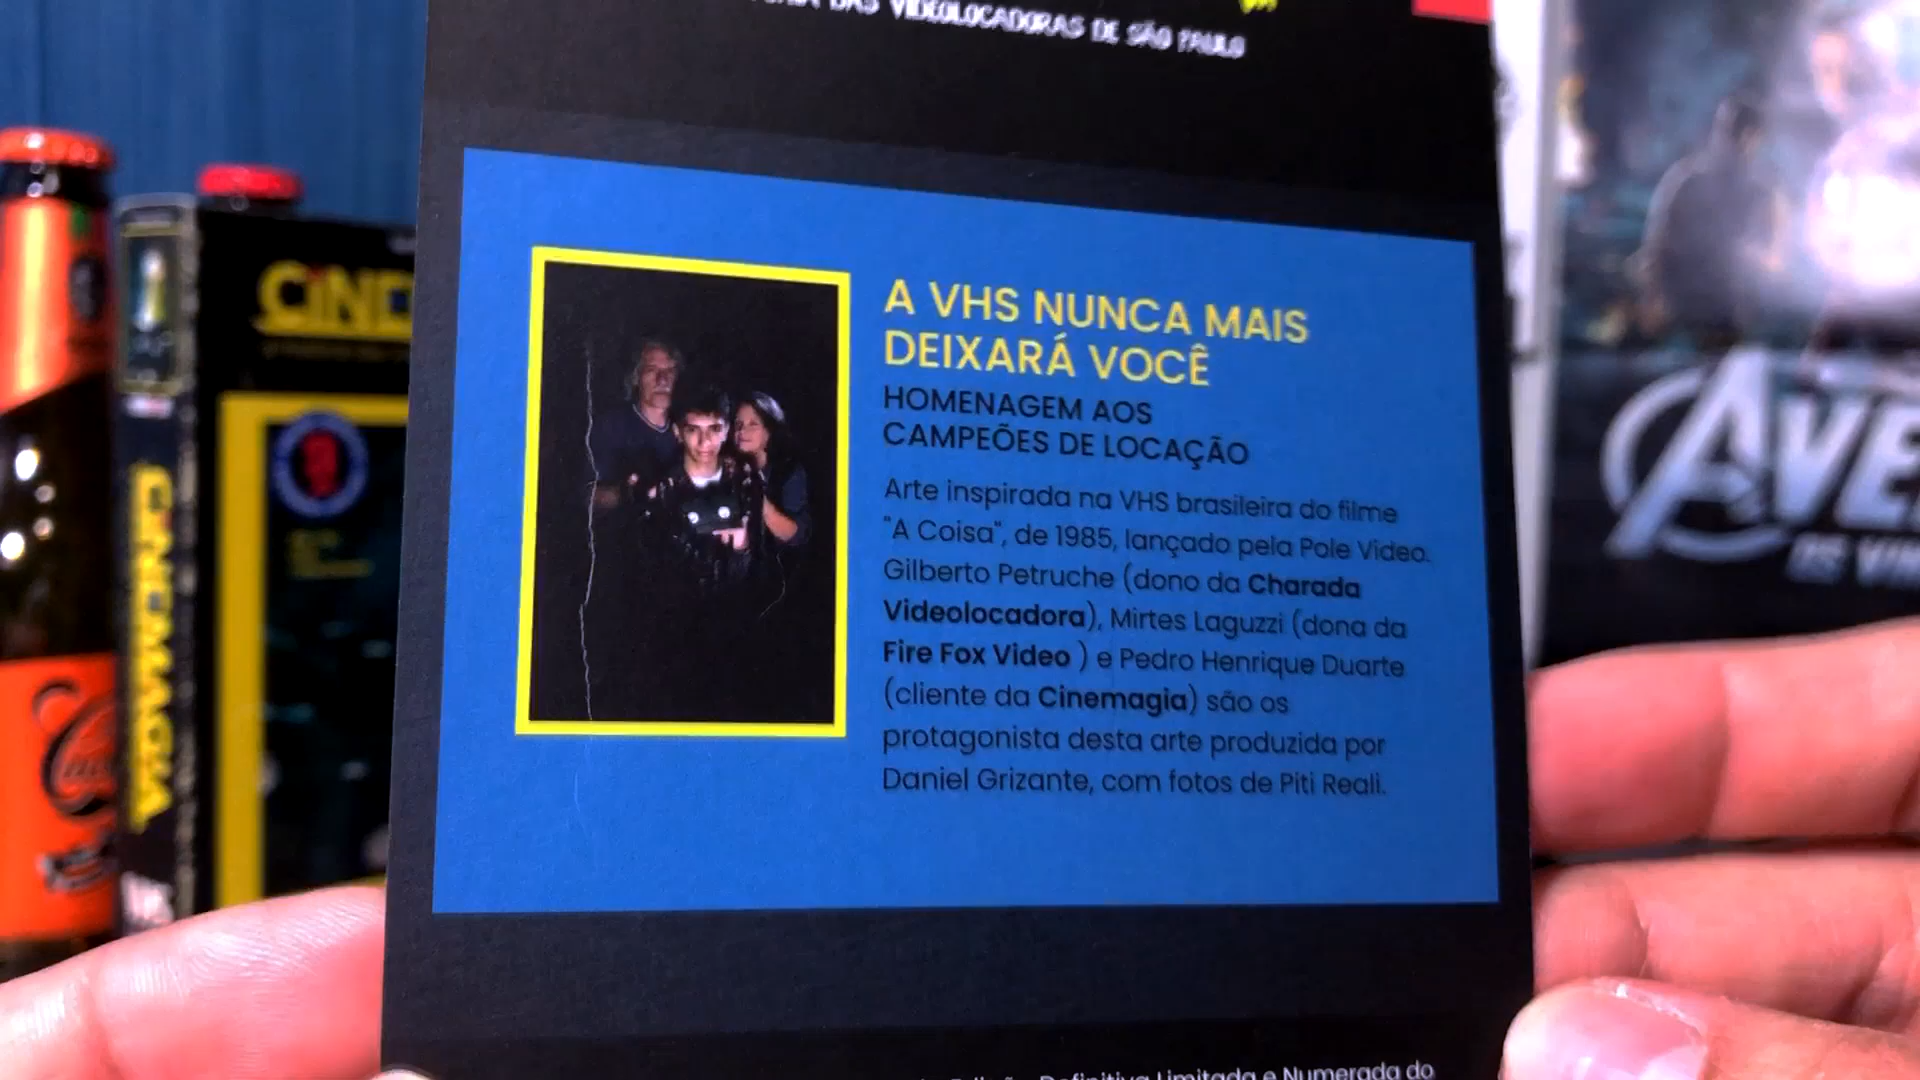 DAS VIDEOLOCADORAS DE SÃO PAULO
A VHS NUNCA MAIS
DEIXARÁ VOCÊ
HOMENAGEM AOS
CAMPEÕES DE LOCAÇÃO
Arte inspirada na VHS brasileira do filme
"A Coisa", de 1985, lançado pela Pole Video.
Gilberto Petruche (dono da Charada
Videolocadora), Mirtes Laguzzi (dona da
Fire Fox Video ) e Pedro Henrique Duarte
(cliente da Cinemagia) são os
protagonista desta arte produzida por
Daniel Grizante, com fotos de Piti Reali.
Definitiva Limitada e Numerada do
CINEMAGIA